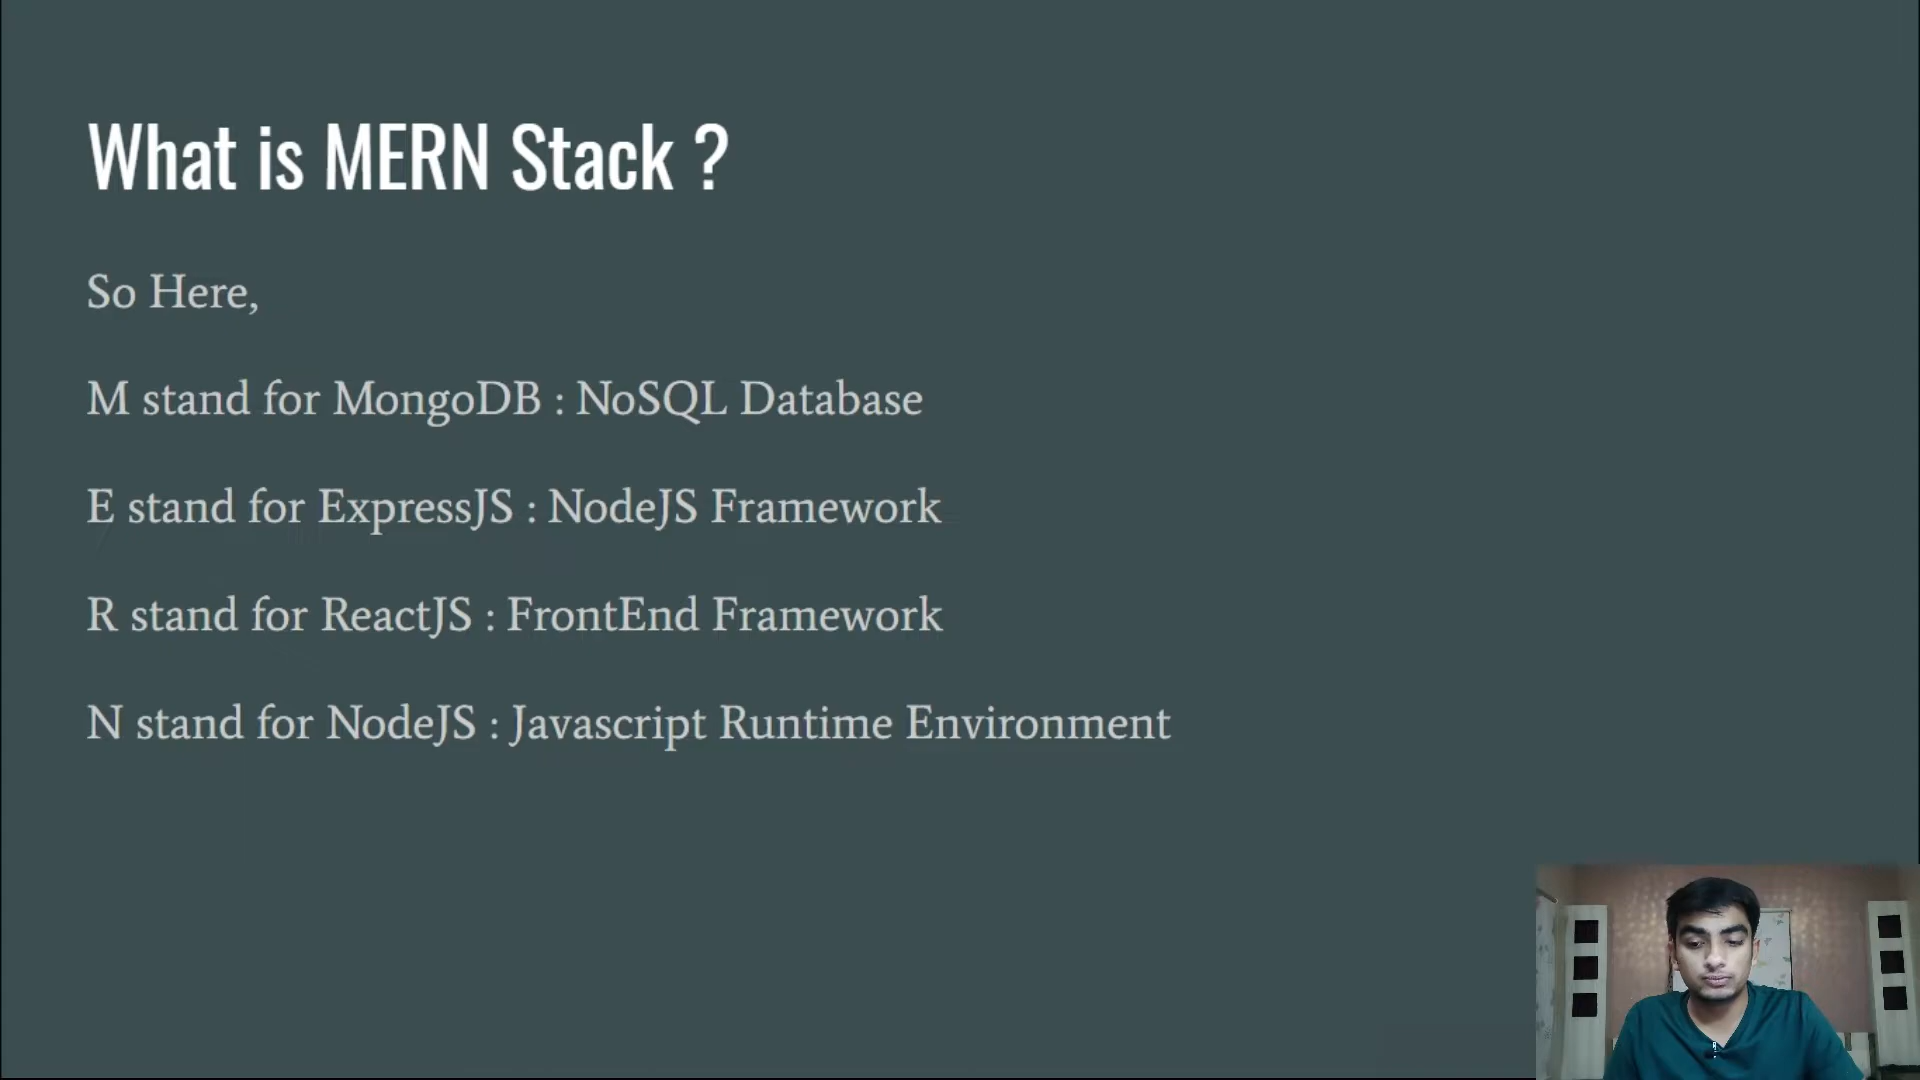 What is MERN Stack ?
So Here,
M stand for MongoDB : NoSQL Database
E stand for ExpressJS : NodeJS Framework
R stand for ReactJS : FrontEnd Framework
N stand for NodeJS : Javascript Runtime Environment